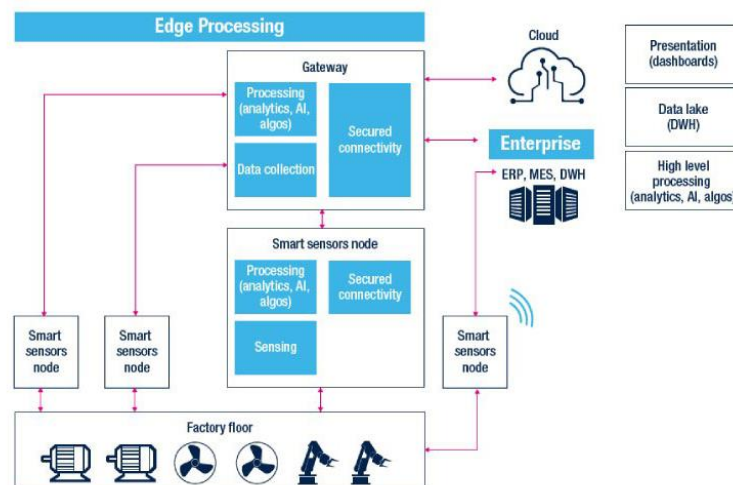 Edge Processing
Gateway
Processing
(analytics, AI,
algos)
Data collection
Secured
connectivity
Cloud
Enterprise
ERP, MES, DWH
Presentation
(dashboards)
Data lake
(DWH)
High level
processing
(analytics, AI, algos)
Smart sensors node
Processing
(analytics, AI,
algos)
Secured
connectivity
Sensing
Smart
sensors
node
Smart
sensors
node
Smart
sensors
node
Factory floor